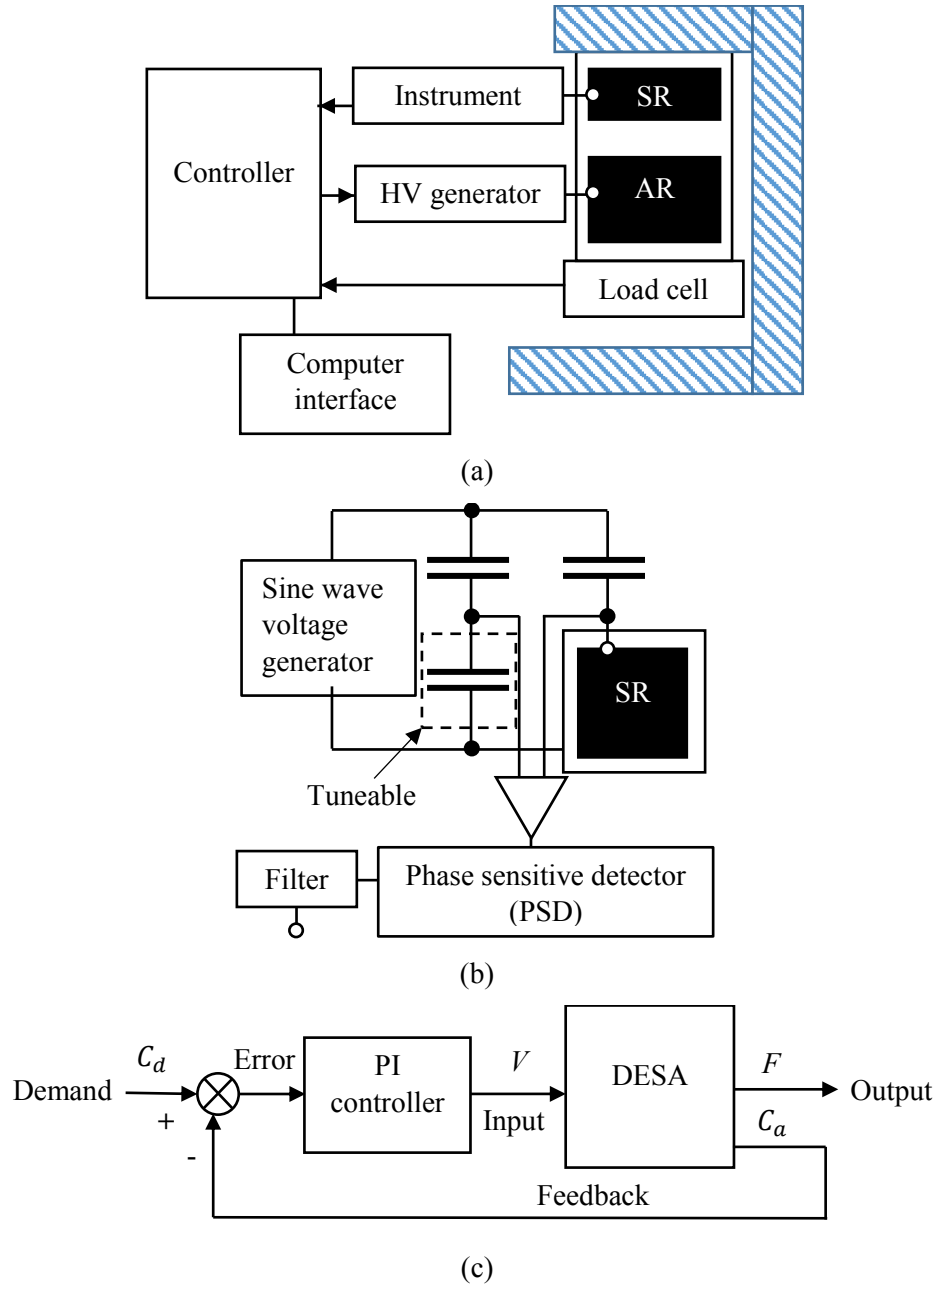 Instrument
SR
Controller
HV generator
AR
Load cell
Computer
interface
(a)
Sine wave
voltage
generator
SR
Tuneable
Filter
Phase sensitive detector
(PSD)
(b)
C_d
Error
PI
controller
V
DESA
F
Demand
Output
+
Input
C_a
-
Feedback
(c)